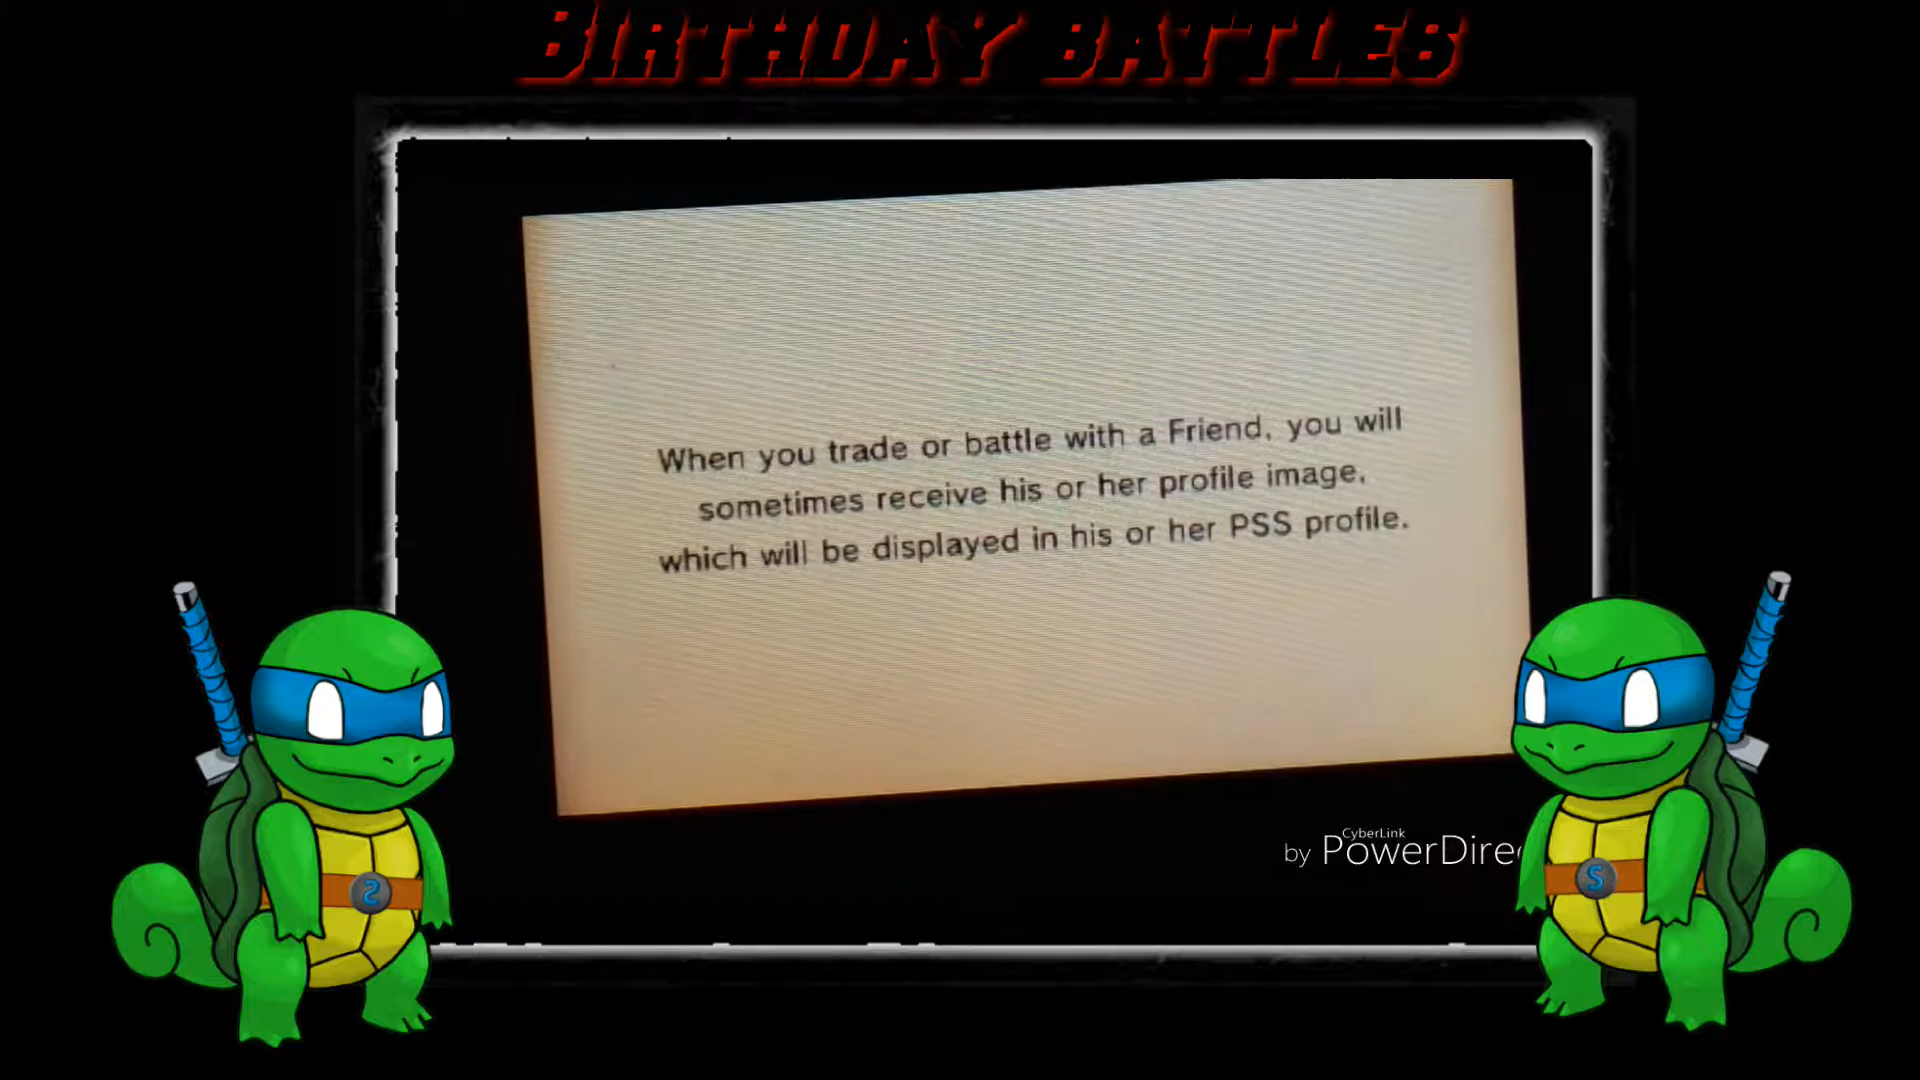 BIRTHDAY BATTLES
When you trade or battle with a Friend, you will
sometimes receive his or her profile image,
which will be displayed in his or her PSS profile.
CyberLink
by PowerDirec
S
S